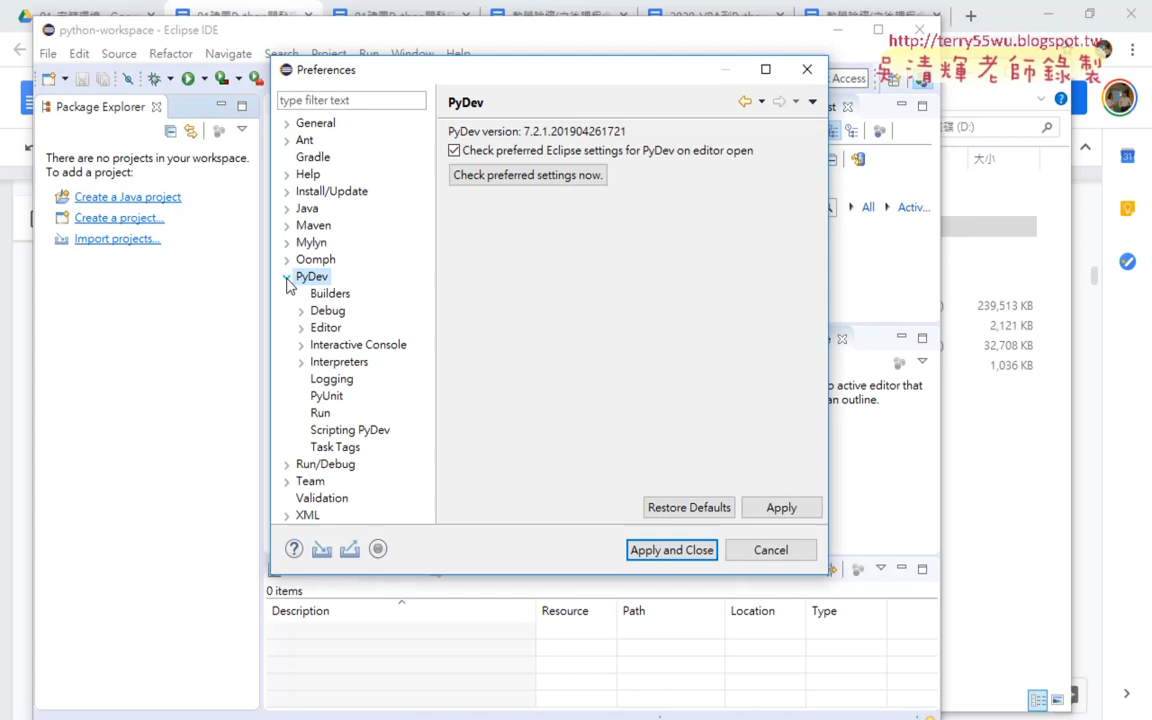 python-workspace - Eclipse IDE
http://terry55wu.blogspot.tw
吳清輝老師錄製
File Edit Source Refactor Navigate Search Project Run Window Help
Access
Preferences
Package Explorer
There are no projects in your workspace.
To add a project:
Create a Java project
Create a project...
Import projects...
type filter text
General
Ant
Gradle
Help
Install/Update
Java
Maven
Mylyn
Oomph
PyDev
Builders
Debug
Editor
Interactive Console
Interpreters
Logging
PyUnit
Run
Scripting PyDev
Task Tags
Run/Debug
Team
Validation
XML
PyDev
PyDev version: 7.2.1.201904261721
Check preferred Eclipse settings for PyDev on editor open
Check preferred settings now.
Restore Defaults
Apply
Apply and Close
Cancel
All
Activ...
(D:)
大小
239,513 KB
2,121 KB
32,708 KB
1,036 KB
o active editor that
an outline.
0 items
Description Resource Path Location Type
31